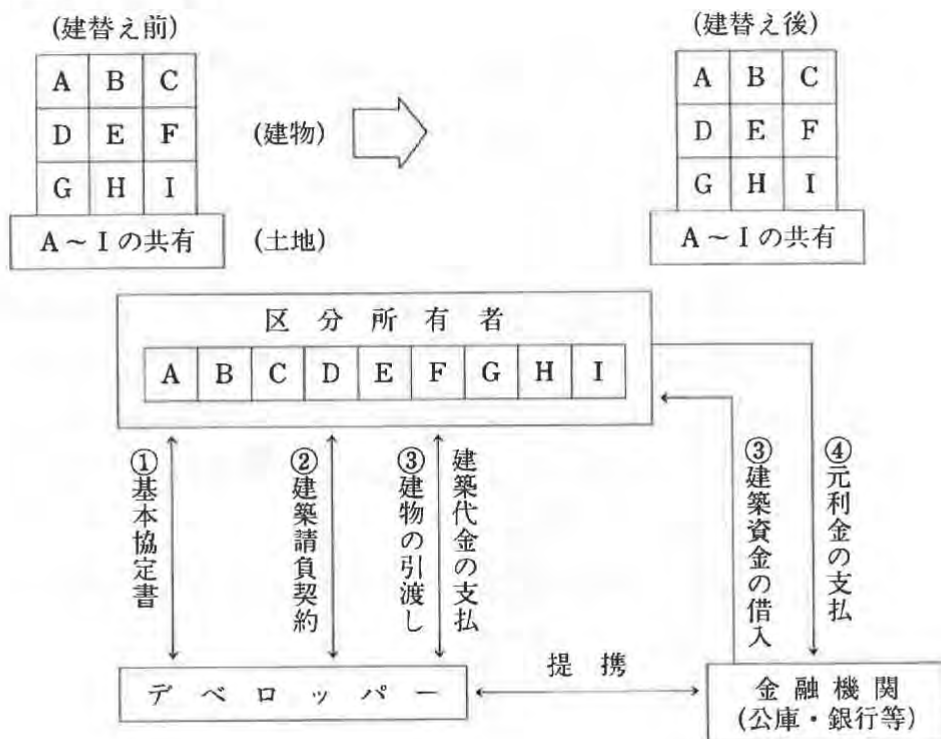 (建替え前)
A B C
D E F
G H I
A～Iの共有
(建物)
(土地)
(建替え後)
A B C
D E F
G H I
A～Iの共有
区分所有者
A B C D E F G H I
①基本協定書
②建築請負契約
③建物の引渡し
建築代金の支払
③建築資金の借入
④元利金の支払
デベロッパー
提携
金融機関
(公庫・銀行等)